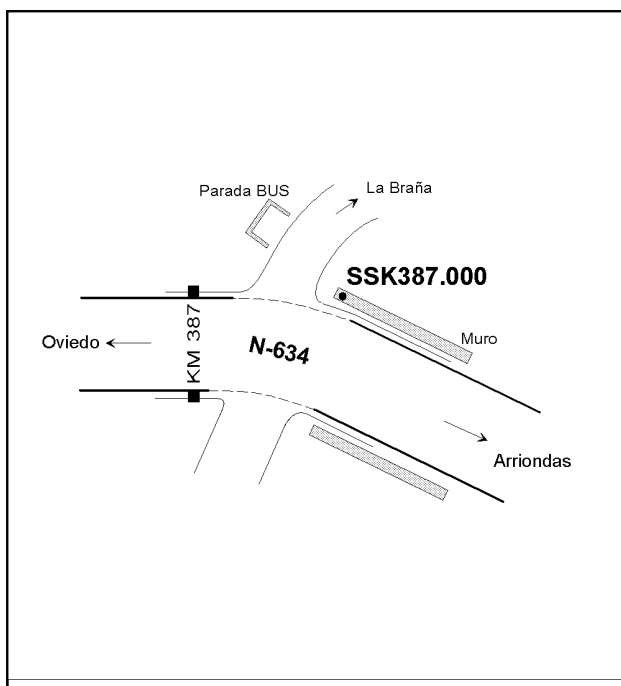 Parada BUS
La Braña
SSK387.000
Muro
Oviedo
KM 387
N-634
Arriondas